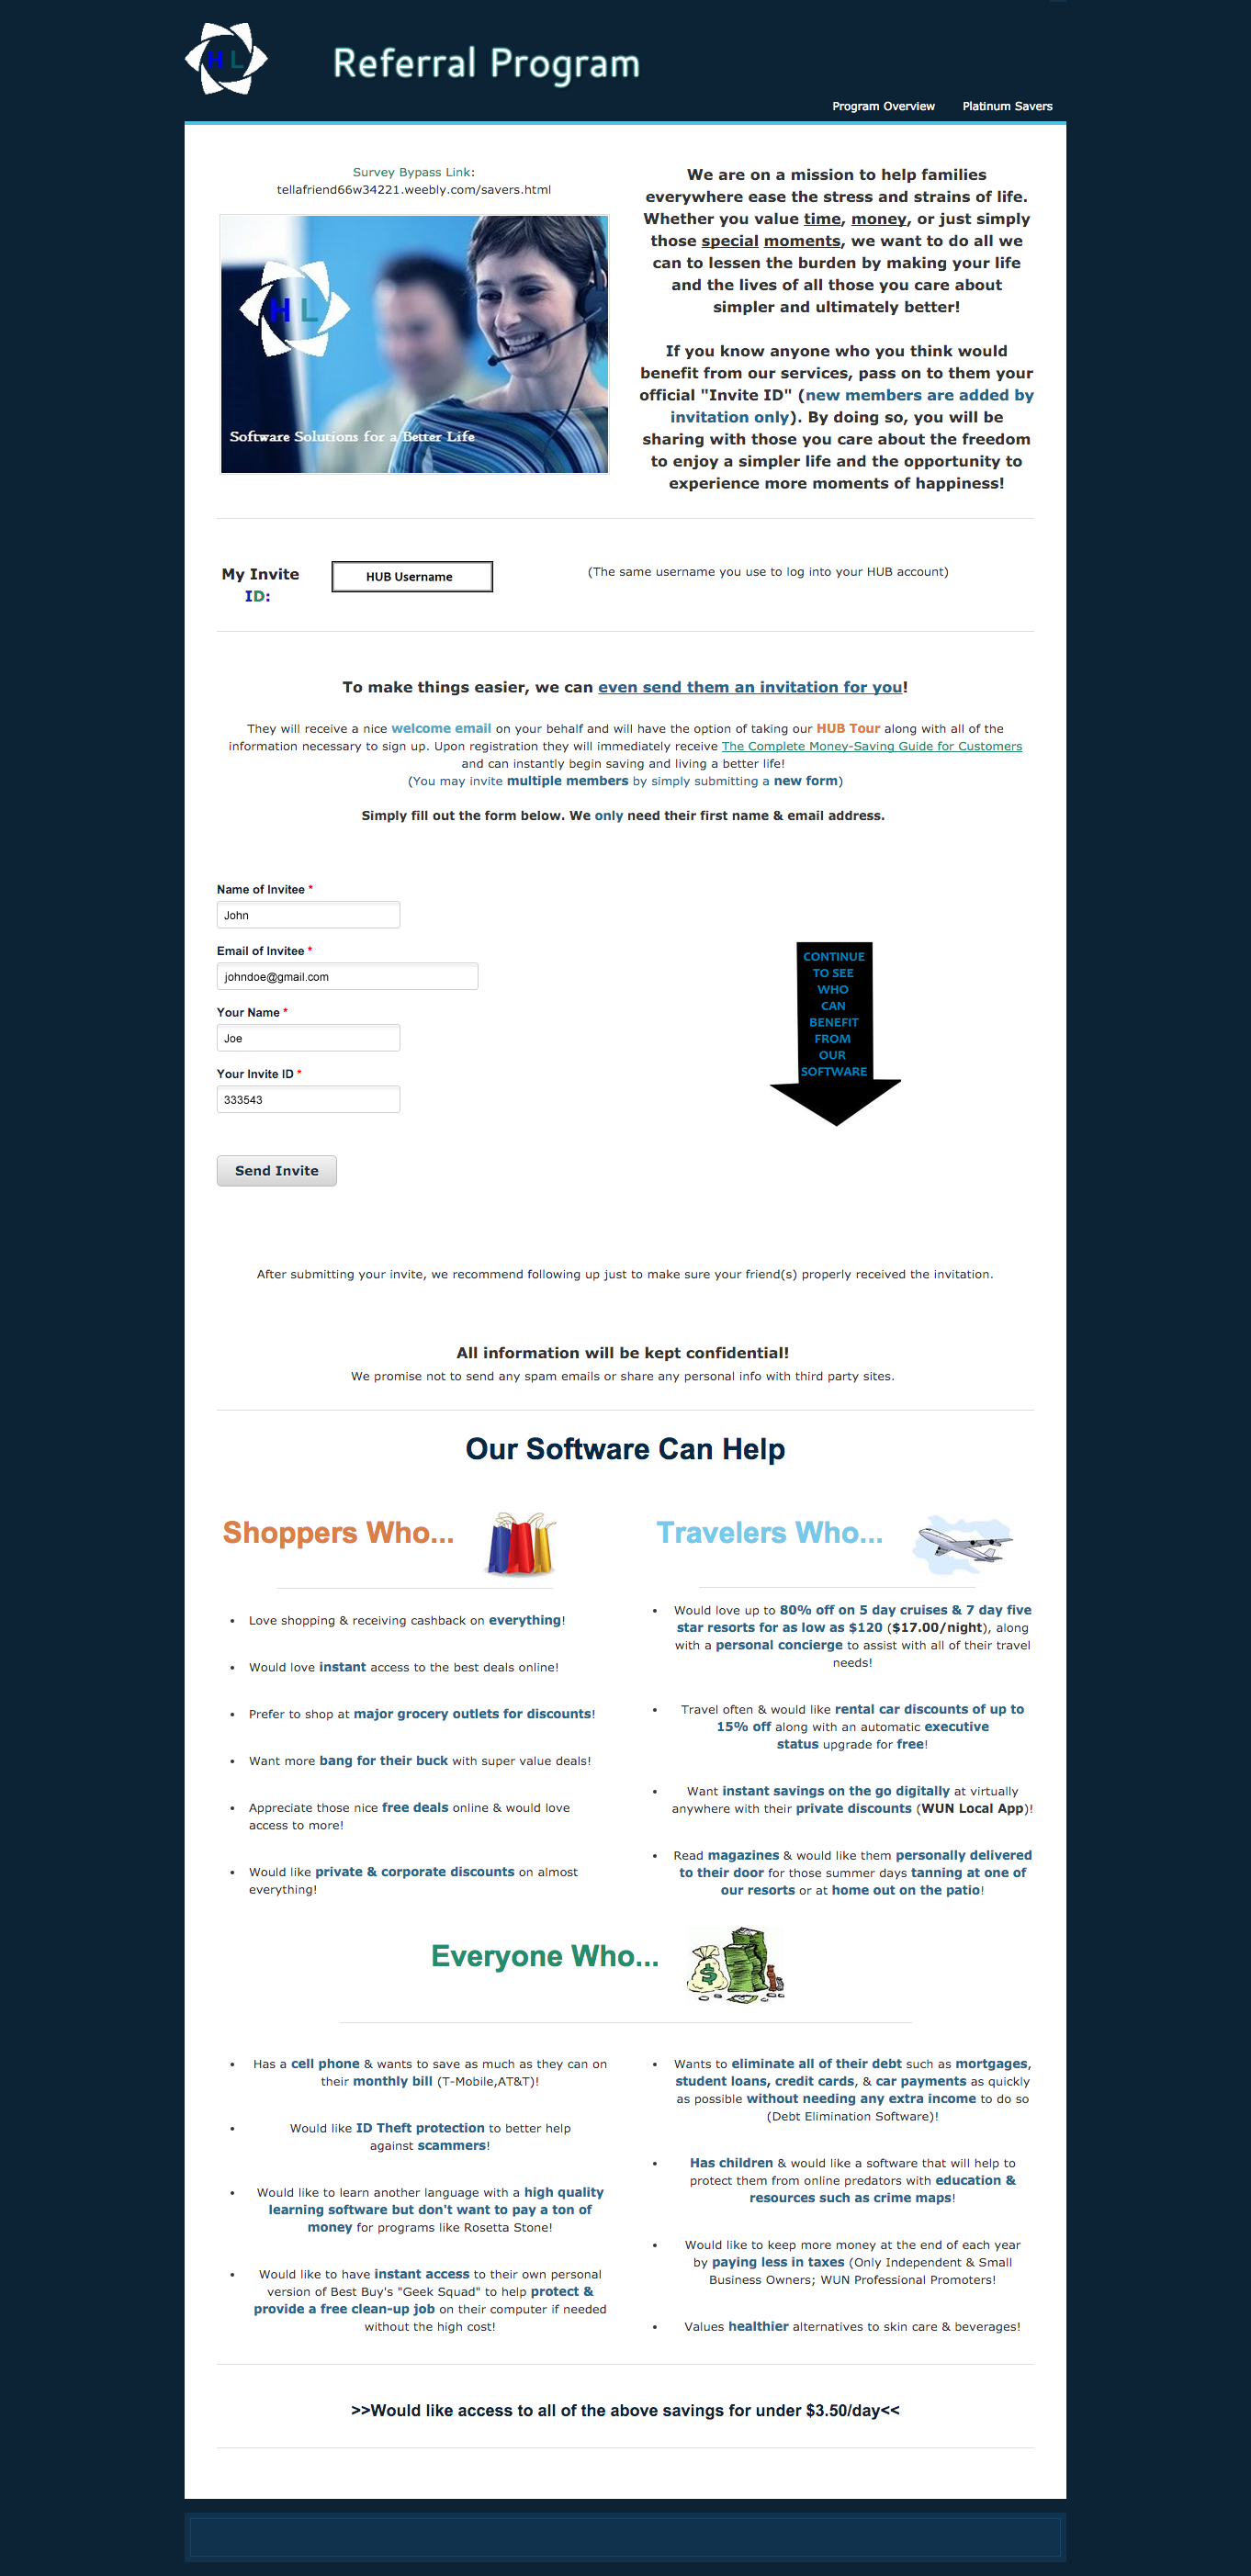 H L
Referral Program
Program Overview
Platinum Savers
Survey Bypass Link:
tellafriend66w34221.weebly.com/savers.html
H L
Software Solutions for a Better Life
We are on a mission to help families
everywhere ease the stress and strains of life.
Whether you value time, money, or just simply
those special moments, we want to do all we
can to lessen the burden by making your life
and the lives of all those you care about
simpler and ultimately better!
If you know anyone who you think would
benefit from our services, pass on to them your
official "Invite ID" (new members are added by
invitation only). By doing so, you will be
sharing with those you care about the freedom
to enjoy a simpler life and the opportunity to
experience more moments of happiness!
My Invite
ID:
HUB Username
(The same username you use to log into your HUB account)
To make things easier, we can even send them an invitation for you!
They will receive a nice welcome email on your behalf and will have the option of taking our HUB Tour along with all of the
information necessary to sign up. Upon registration they will immediately receive The Complete Money-Saving Guide for Customers
and can instantly begin saving and living a better life!
(You may invite multiple members by simply submitting a new form)
Simply fill out the form below. We only need their first name & email address.
Name of Invitee *
John
Email of Invitee *
johndoe@gmail.com
Your Name *
Joe
Your Invite ID *
333543
Send Invite
CONTINUE
TO SEE
WHO
CAN
BENEFIT
FROM
OUR
SOFTWARE
After submitting your invite, we recommend following up just to make sure your friend(s) properly received the invitation.
All information will be kept confidential!
We promise not to send any spam emails or share any personal info with third party sites.
Our Software Can Help
Shoppers Who...
• Love shopping & receiving cashback on everything!
• Would love instant access to the best deals online!
• Prefer to shop at major grocery outlets for discounts!
• Want more bang for their buck with super value deals!
• Appreciate those nice free deals online & would love
access to more!
• Would like private & corporate discounts on almost
everything!
Travelers Who...
• Would love up to 80% off on 5 day cruises & 7 day five
star resorts for as low as $120 ($17.00/night), along
with a personal concierge to assist with all of their travel
needs!
• Travel often & would like rental car discounts of up to
15% off along with an automatic executive
status upgrade for free!
• Want instant savings on the go digitally at virtually
anywhere with their private discounts (WUN Local App)!
• Read magazines & would like them personally delivered
to their door for those summer days tanning at one of
our resorts or at home out on the patio!
Everyone Who...
$
• Has a cell phone & wants to save as much as they can on
their monthly bill (T-Mobile,AT&T)!
• Would like ID Theft protection to better help
against scammers!
• Would like to learn another language with a high quality
learning software but don't want to pay a ton of
money for programs like Rosetta Stone!
• Would like to have instant access to their own personal
version of Best Buy's "Geek Squad" to help protect &
provide a free clean-up job on their computer if needed
without the high cost!
• Wants to eliminate all of their debt such as mortgages,
student loans, credit cards, & car payments as quickly
as possible without needing any extra income to do so
(Debt Elimination Software)!
• Has children & would like a software that will help to
protect them from online predators with education &
resources such as crime maps!
• Would like to keep more money at the end of each year
by paying less in taxes (Only Independent & Small
Business Owners; WUN Professional Promoters!
• Values healthier alternatives to skin care & beverages!
>>Would like access to all of the above savings for under $3.50/day<<